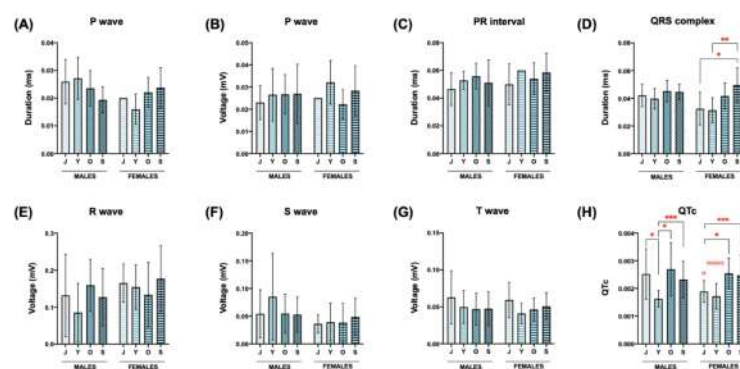 (A) P wave
Duration (ms)
0.04
0.03
0.02
0.01
0.00
J Y O S J Y O S
MALES FEMALES
(B) P wave
Voltage (mV)
0.05
0.04
0.03
0.02
0.01
0.00
J Y O S J Y O S
MALES FEMALES
(C) PR interval
Duration (ms)
0.08
0.06
0.04
0.02
0.00
J Y O S J Y O S
MALES FEMALES
(D) QRS complex
Duration (ms)
0.08
0.06
0.04
0.02
0.00
**
*
J Y O S J Y O S
MALES FEMALES
(E) R wave
Voltage (mV)
0.3
0.2
0.1
0.0
J Y O S J Y O S
MALES FEMALES
(F) S wave
Voltage (mV)
0.20
0.15
0.10
0.05
0.00
J Y O S J Y O S
MALES FEMALES
(G) T wave
Voltage (mV)
0.15
0.10
0.05
0.00
J Y O S J Y O S
MALES FEMALES
(H) QTc
QTc
0.004
0.003
0.002
0.001
0.000
***
* *
***
*
J Y O S J Y O S
MALES FEMALES